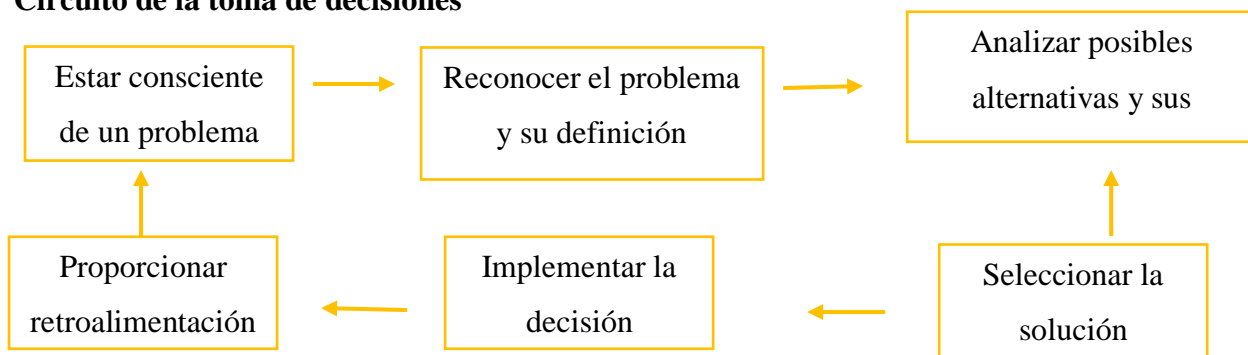 Circuito de la toma de decisiones
Estar consciente
de un problema
Reconocer el problema
y su definición
Analizar posibles
alternativas y sus
Proporcionar
retroalimentación
Implementar la
decisión
Seleccionar la
solución